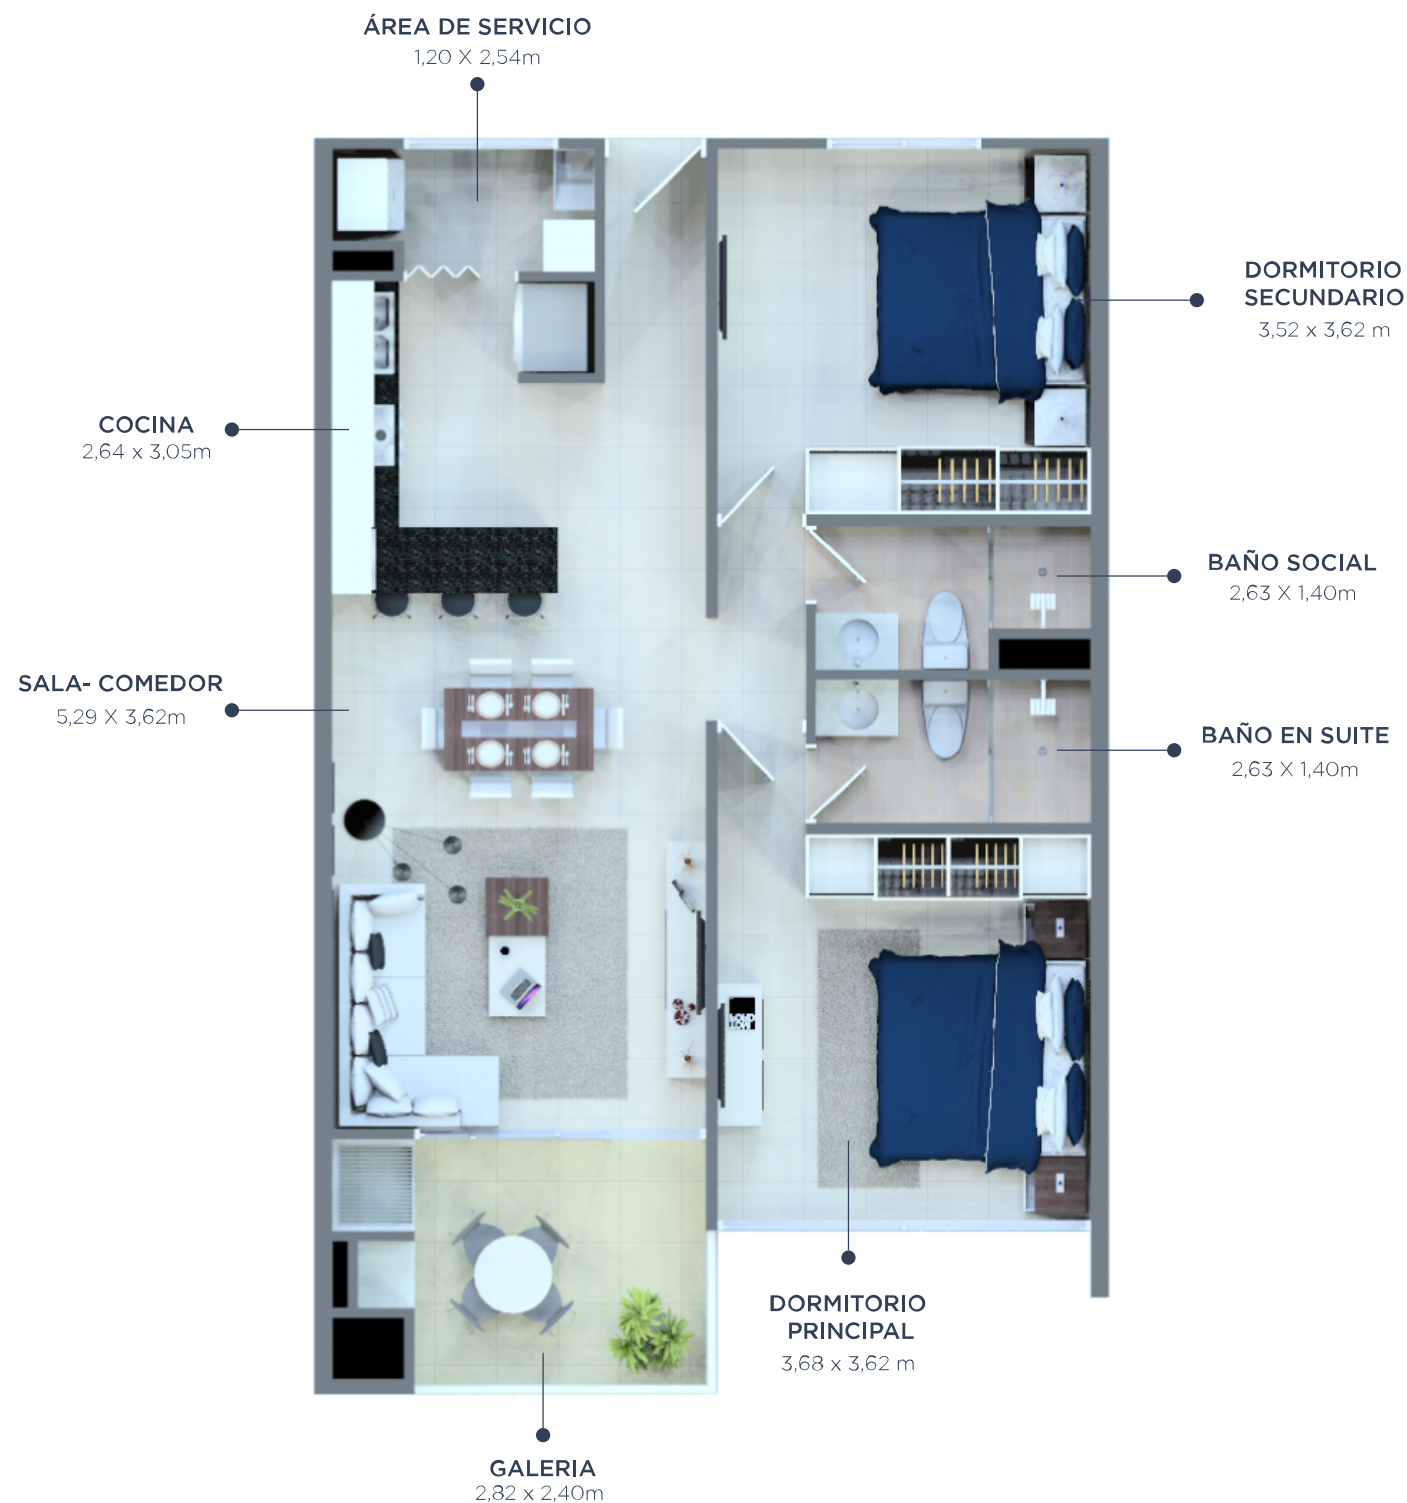 ÁREA DE SERVICIO
1,20 X 2,54m
DORMITORIO
SECUNDARIO
3,52 x 3,62 m
COCINA
2,64 x 3,05m
BAÑO SOCIAL
2,63 X 1,40m
SALA- COMEDOR
5,29 X 3,62m
BAÑO EN SUITE
2,63 X 1,40m
DORMITORIO
PRINCIPAL
3,68 x 3,62 m
GALERIA
2,82 x 2,40m